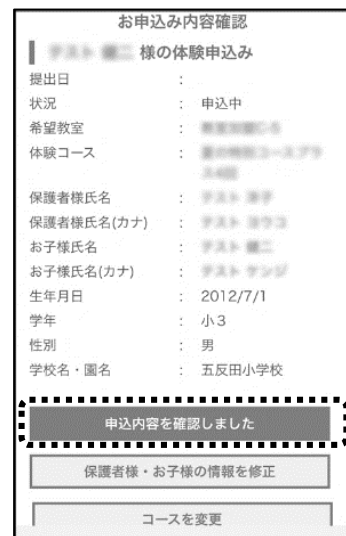 お申込み内容確認
様の体験申込み
提出日 :
状況 : 申込中
希望教室 :
体験コース :
保護者様氏名 :
保護者様氏名(カナ) :
お子様氏名 :
お子様氏名(カナ) :
生年月日 : 2012/7/1
学年 : 小3
性別 : 男
学校名・園名 : 五反田小学校
申込内容を確認しました
保護者様・お子様の情報を修正
コースを変更